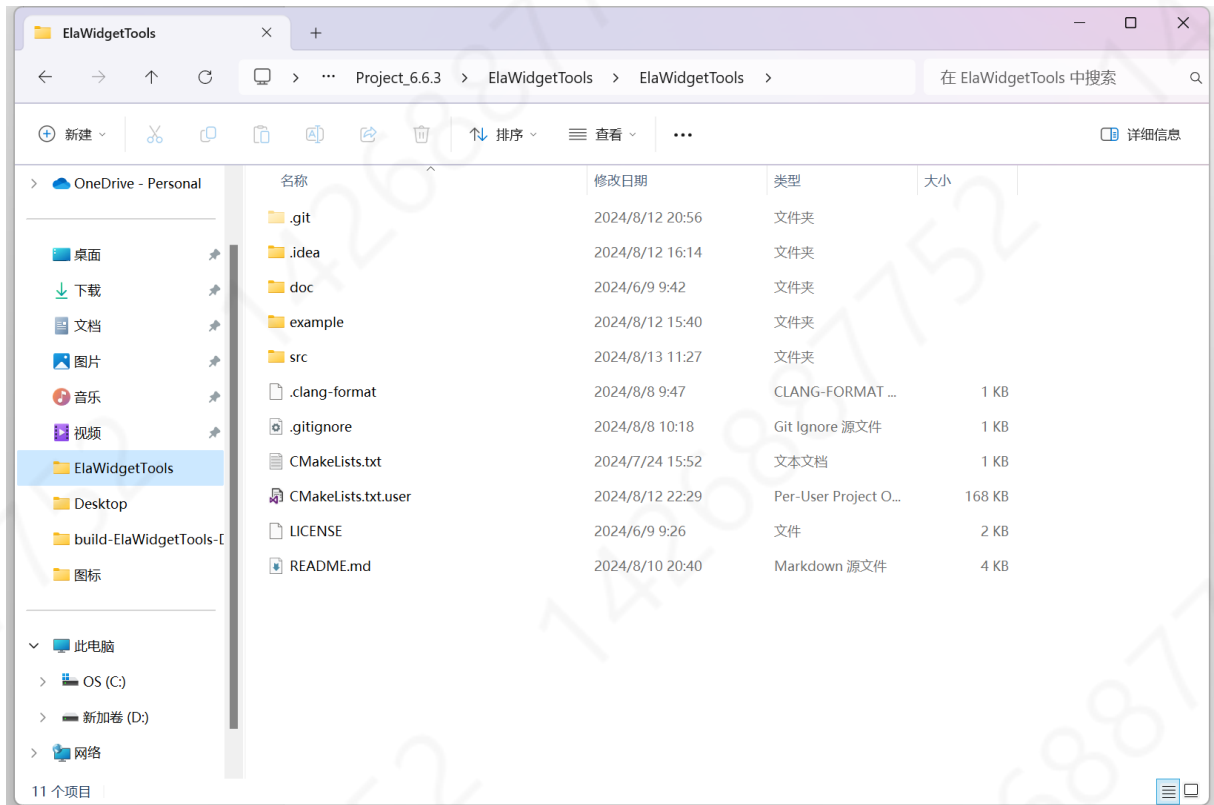 ElaWidgetTools
Project_6.6.3 > ElaWidgetTools > ElaWidgetTools >
在 ElaWidgetTools 中搜索
新建
排序
查看
详细信息
OneDrive - Personal
桌面
下载
文档
图片
音乐
视频
ElaWidgetTools
Desktop
build-ElaWidgetTools-D
图标
此电脑
OS (C:)
新加卷 (D:)
网络
名称 修改日期 类型 大小
.git 2024/8/12 20:56 文件夹
.idea 2024/8/12 16:14 文件夹
doc 2024/6/9 9:42 文件夹
example 2024/8/12 15:40 文件夹
src 2024/8/13 11:27 文件夹
.clang-format 2024/8/8 9:47 CLANG-FORMAT ... 1 KB
.gitignore 2024/8/8 10:18 Git Ignore 源文件 1 KB
CMakeLists.txt 2024/7/24 15:52 文本文档 1 KB
CMakeLists.txt.user 2024/8/12 22:29 Per-User Project O... 168 KB
LICENSE 2024/6/9 9:26 文件 2 KB
README.md 2024/8/10 20:40 Markdown 源文件 4 KB
11 个项目
1426887752